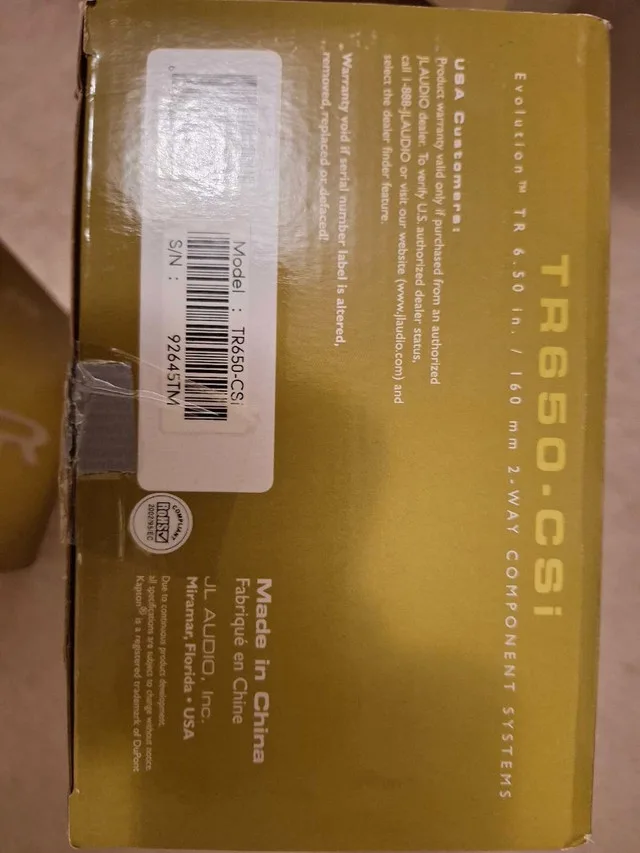 TR650-CSi
Evolution™ TR 6.50 in. / 160 mm 2-WAY COMPONENT SYSTEMS
USA Customers:
Product warranty valid only if purchased from an authorized
JLAUDIO dealer. To verify U.S. authorized dealer status,
call 1-888-JLAUDIO or visit our website (www.jlaudio.com) and
select the dealer finder feature.
Warranty void if serial number label is altered,
removed, replaced or defaced!
Model : TR650-CSi
S/N : 92645TM
COMPLIANT
RoHS
2002/95/EC
Made in China
Fabriqué en Chine
JL AUDIO, Inc.
Miramar, Florida • USA
Due to continuous product development,
all specifications are subject to change without notice.
Kapton® is a registered trademark of DuPont